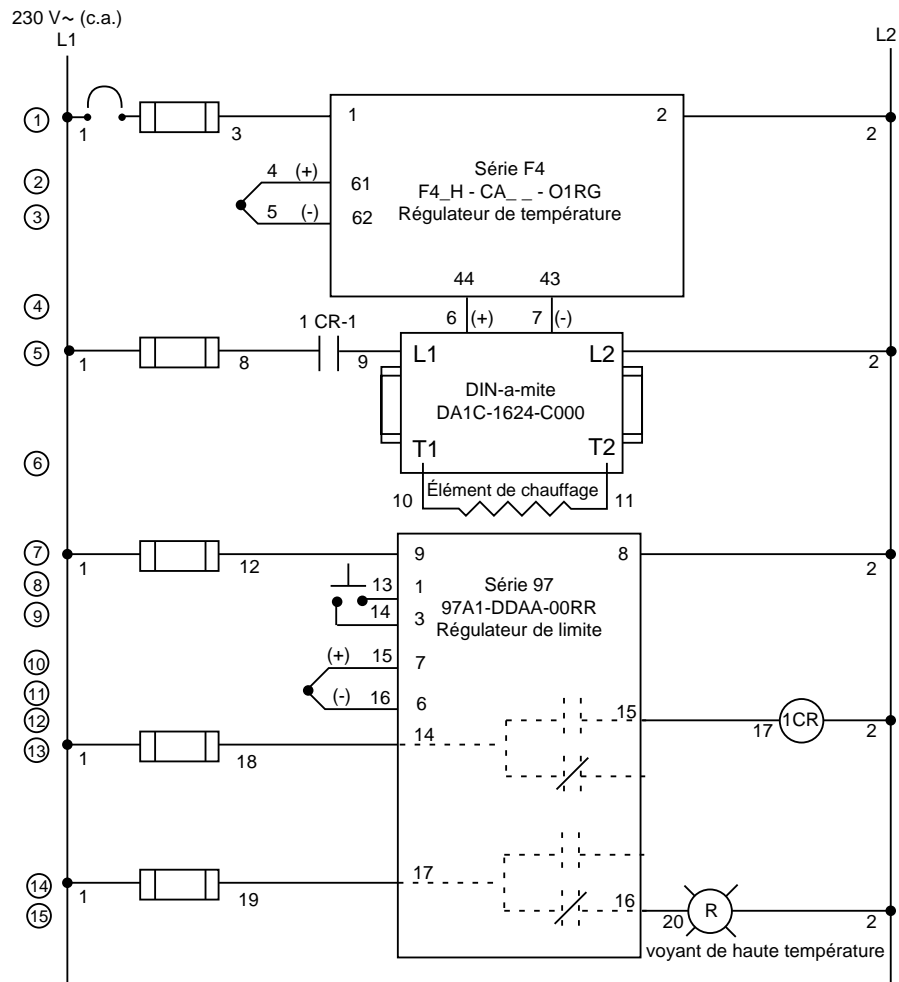 230 V~ (c.a.)
L1
L2
1
1
3
1
2
2
Série F4
F4_H - CA_ _ - O1RG
Régulateur de température
2
4 (+)
61
3
5 (-)
62
44
43
4
6 (+)
7 (-)
1 CR-1
5
1
8
9
L1
L2
2
DIN-a-mite
DA1C-1624-C000
T1
T2
6
10
Élément de chauffage
11
7
1
12
9
8
2
Série 97
97A1-DDAA-00RR
Régulateur de limite
8
13
1
9
14
3
10
(+) 15
7
11
(-) 16
6
12
15
17
1CR
2
13
1
18
14
14
1
19
17
15
16
20
R
2
voyant de haute température